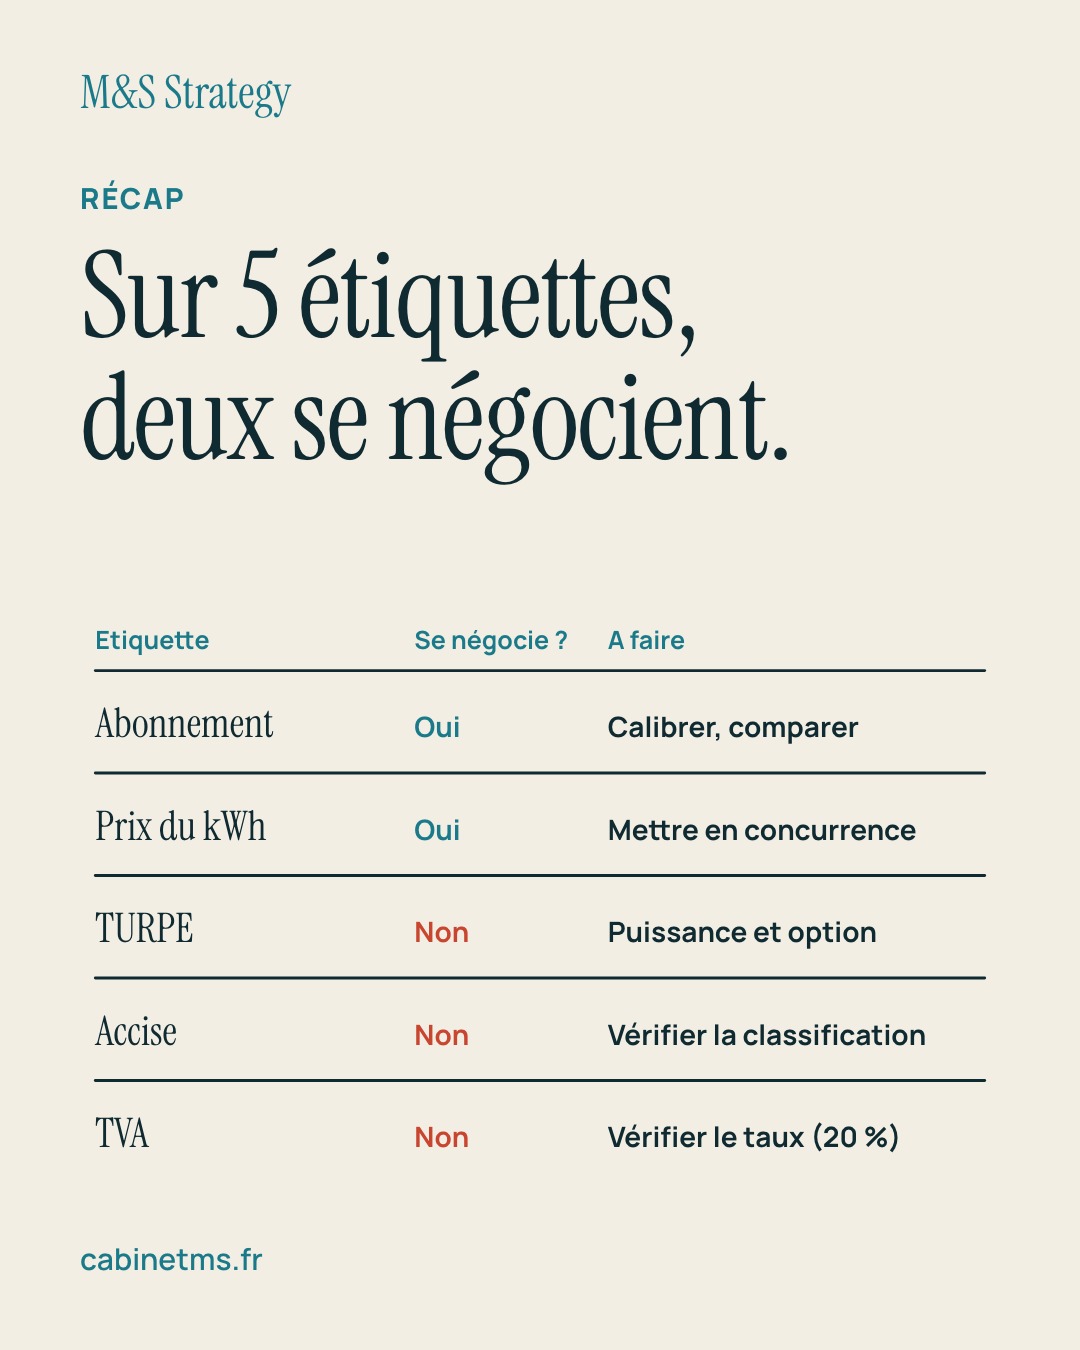 M&S Strategy
RÉCAP
Sur 5 étiquettes,
deux se négocient.
Etiquette Se négocie ? A faire
Abonnement Oui Calibrer, comparer
Prix du kWh Oui Mettre en concurrence
TURPE Non Puissance et option
Accise Non Vérifier la classification
TVA Non Vérifier le taux (20 %)
cabinetms.fr